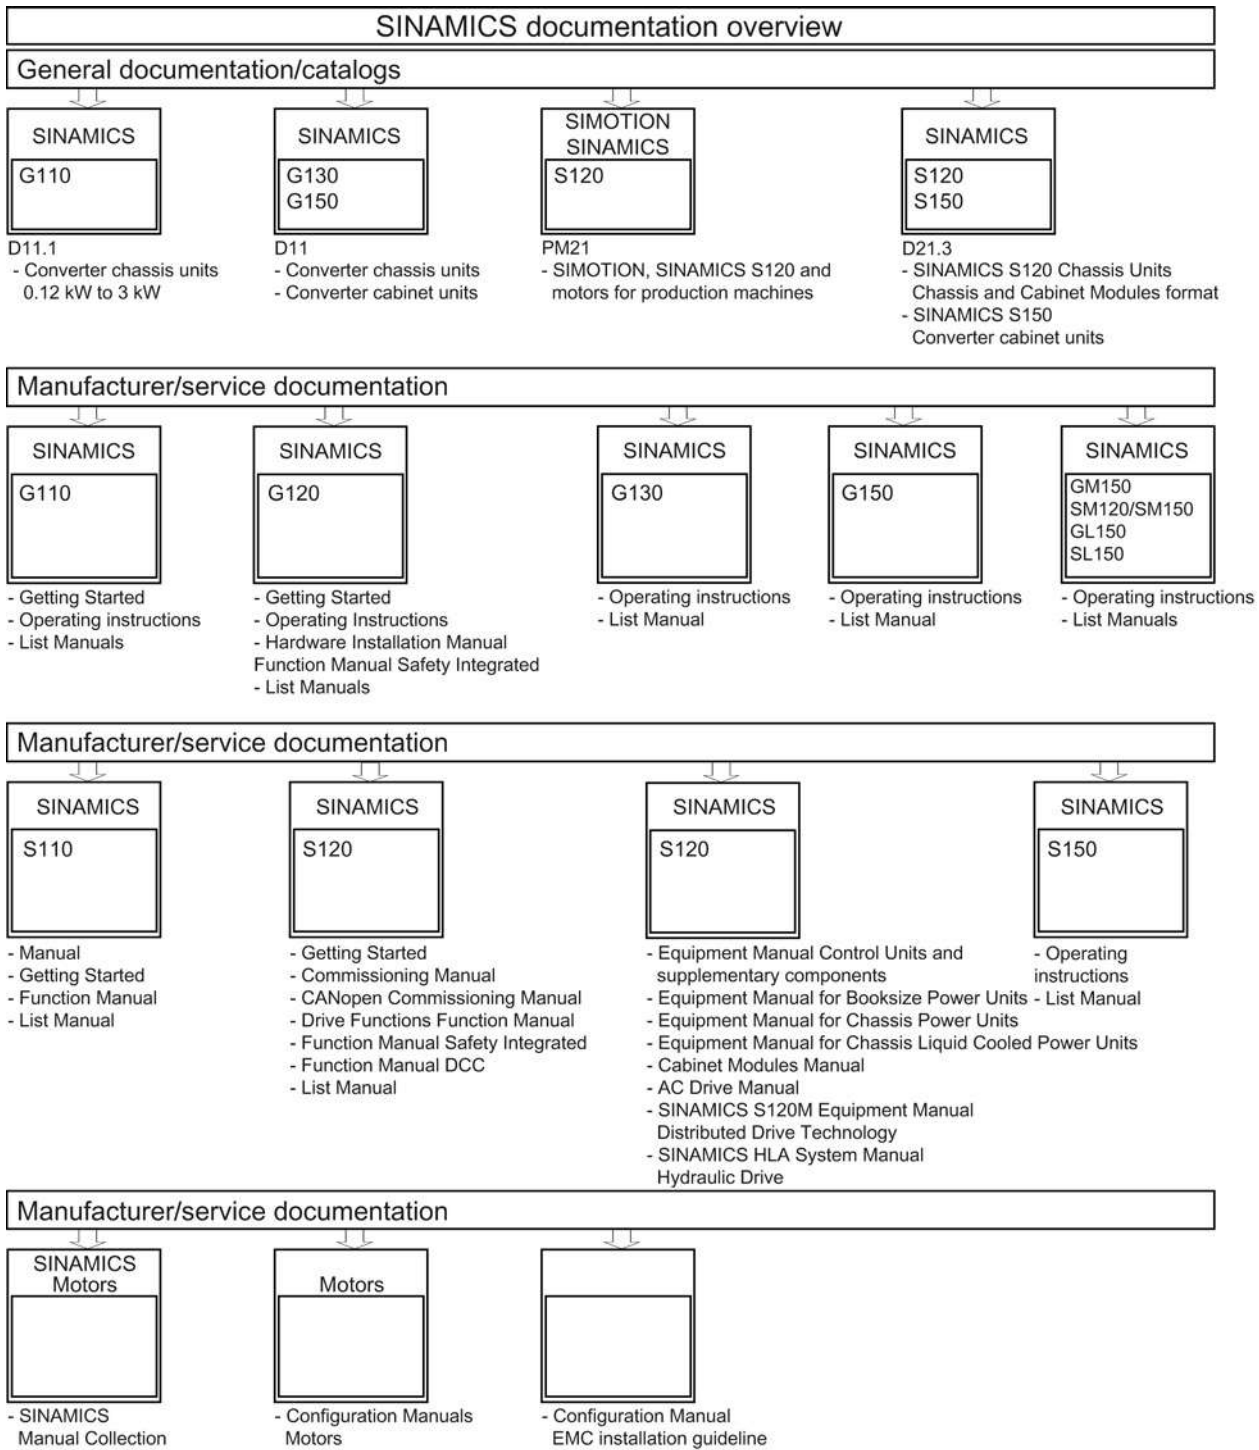 SINAMICS documentation overview
General documentation/catalogs
SINAMICS
G110
D11.1
- Converter chassis units
0.12 kW to 3 kW
SINAMICS
G130
G150
D11
- Converter chassis units
- Converter cabinet units
SIMOTION
SINAMICS
S120
PM21
- SIMOTION, SINAMICS S120 and
motors for production machines
SINAMICS
S120
S150
D21.3
- SINAMICS S120 Chassis Units
Chassis and Cabinet Modules format
- SINAMICS S150
Converter cabinet units
Manufacturer/service documentation
SINAMICS
G110
- Getting Started
- Operating instructions
- List Manuals
SINAMICS
G120
- Getting Started
- Operating Instructions
- Hardware Installation Manual
Function Manual Safety Integrated
- List Manuals
SINAMICS
G130
- Operating instructions
- List Manual
SINAMICS
G150
- Operating instructions
- List Manual
SINAMICS
GM150
SM120/SM150
GL150
SL150
- Operating instructions
- List Manuals
Manufacturer/service documentation
SINAMICS
S110
- Manual
- Getting Started
- Function Manual
- List Manual
SINAMICS
S120
- Getting Started
- Commissioning Manual
- CANopen Commissioning Manual
- Drive Functions Function Manual
- Function Manual Safety Integrated
- Function Manual DCC
- List Manual
SINAMICS
S120
- Equipment Manual Control Units and
supplementary components
- Equipment Manual for Booksize Power Units
- Equipment Manual for Chassis Power Units
- Equipment Manual for Chassis Liquid Cooled Power Units
- Cabinet Modules Manual
- AC Drive Manual
- SINAMICS S120M Equipment Manual
Distributed Drive Technology
- SINAMICS HLA System Manual
Hydraulic Drive
SINAMICS
S150
- Operating
instructions
- List Manual
Manufacturer/service documentation
SINAMICS
Motors
- SINAMICS
Manual Collection
Motors
- Configuration Manuals
Motors
- Configuration Manual
EMC installation guideline